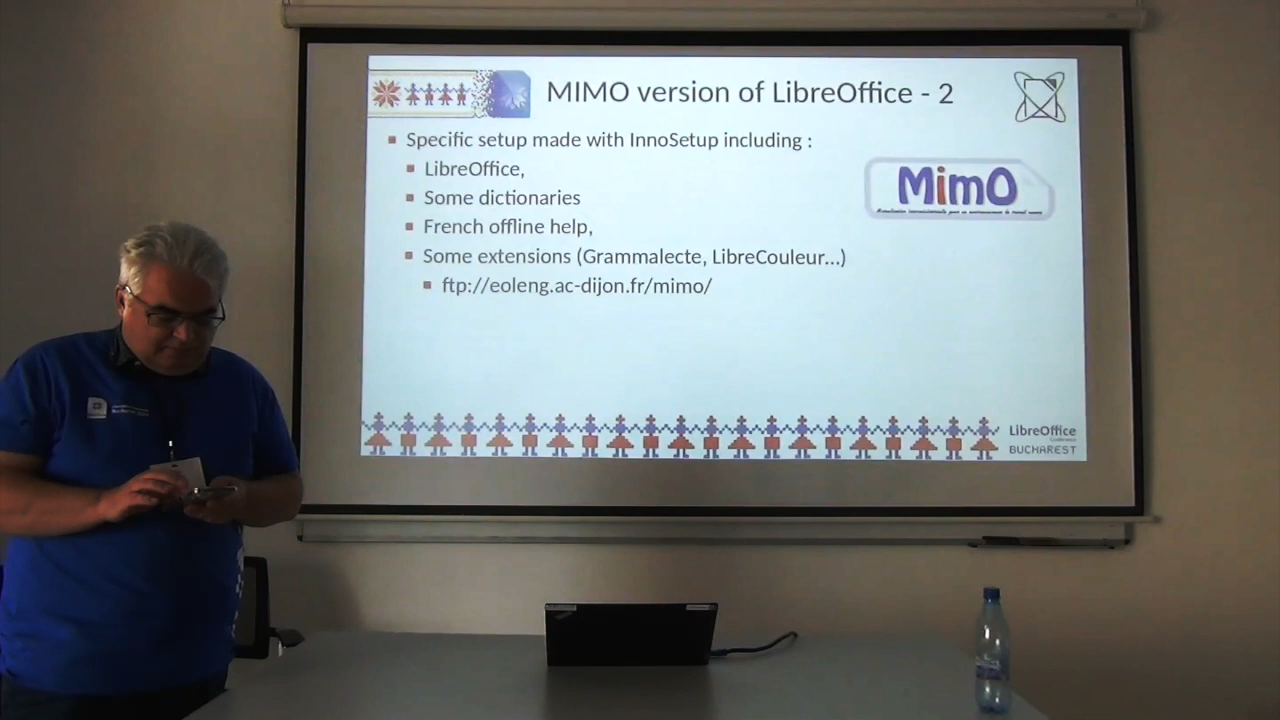 MIMO version of LibreOffice - 2
Specific setup made with InnoSetup including :
LibreOffice,
Some dictionaries
French offline help,
Some extensions (Grammalecte, LibreCouleur...)
ftp://eoleng.ac-dijon.fr/mimo/
MimO
LibreOffice
Conference
BUCHAREST